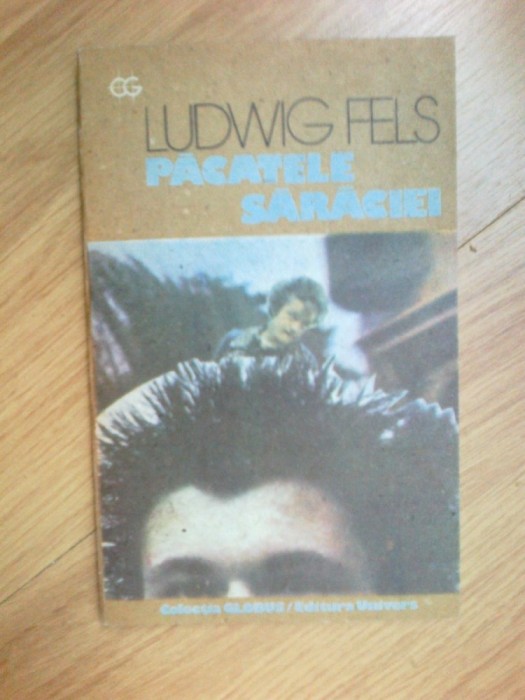 CG
LUDWIG FELS
PĂCATELE
SĂRĂCIEI
Colecția GLOBUS / Editura Univers